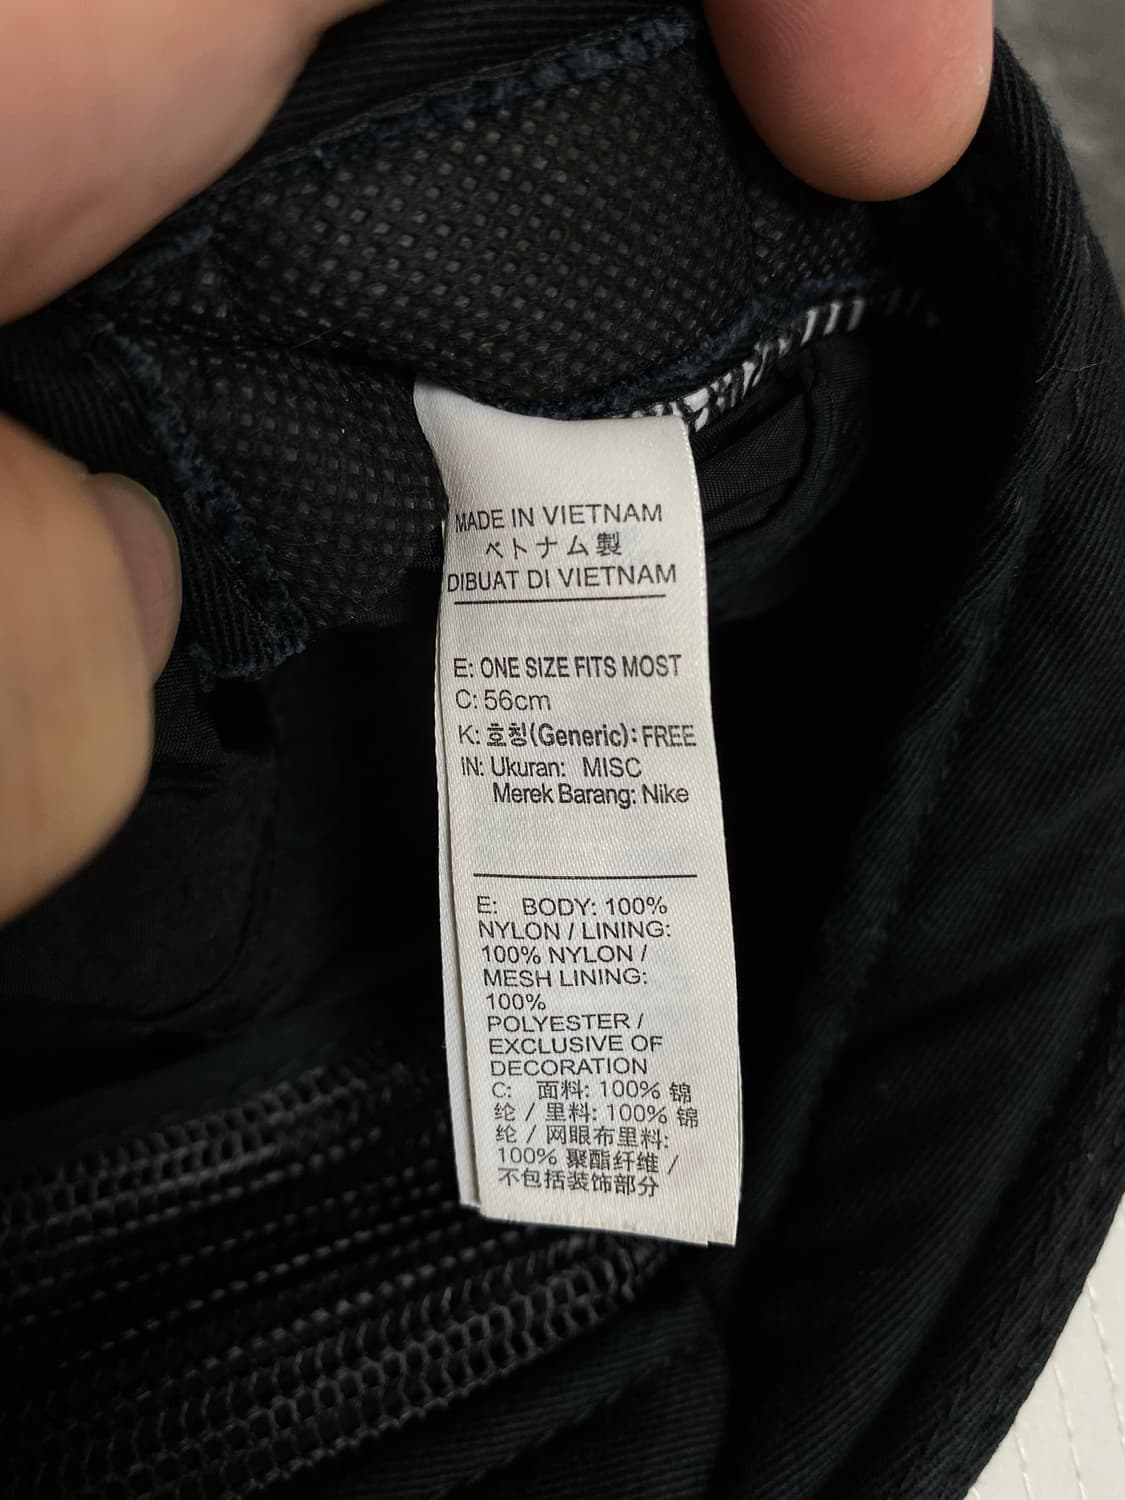 MADE IN VIETNAM
ベトナム製
DIBUAT DI VIETNAM
E: ONE SIZE FITS MOST
C: 56cm
K: 호칭(Generic): FREE
IN: Ukuran: MISC
Merek Barang: Nike
E: BODY: 100%
NYLON / LINING:
100% NYLON /
MESH LINING:
100%
POLYESTER /
EXCLUSIVE OF
DECORATION
C: 面料: 100% 锦
纶 / 里料: 100% 锦
纶 / 网眼布里料:
100% 聚酯纤维 /
不包括装饰部分